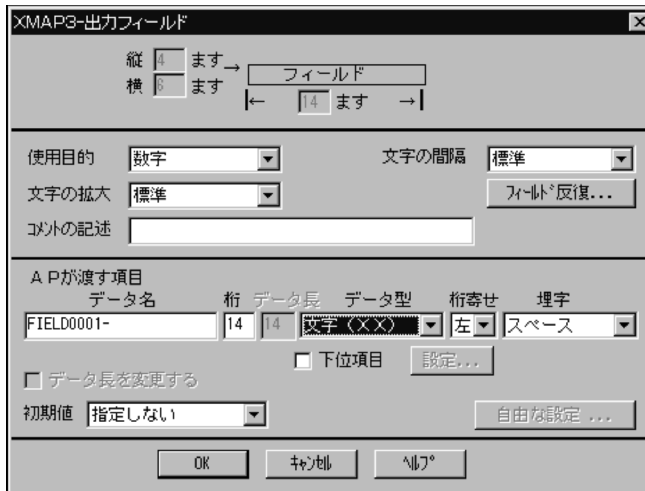 XMAP3-出力フィールド
縦 4 ます→ フィールド
横 6 ます
|← 14 ます →|
使用目的 数字 文字の間隔 標準
文字の拡大 標準 フィールド反復...
コメントの記述
APが渡す項目
データ名 桁 データ長 データ型 桁寄せ 埋字
FIELD0001- 14 14 文字(XX) 左 スペース
下位項目 設定...
データ長を変更する
初期値 指定しない 自由な設定 ...
OK キャンセル ヘルプ